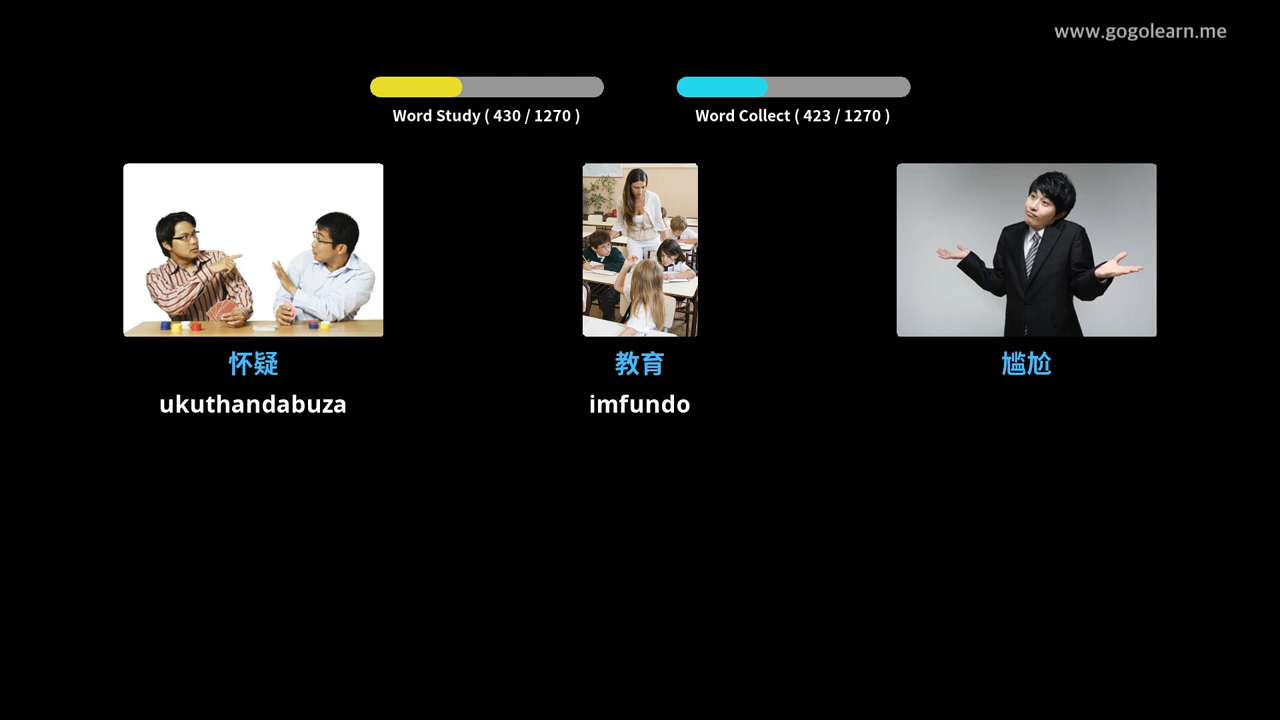 www.gogolearn.me
Word Study ( 430 / 1270 )
Word Collect ( 423 / 1270 )
怀疑
教育
尴尬
ukuthandabuza
imfundo